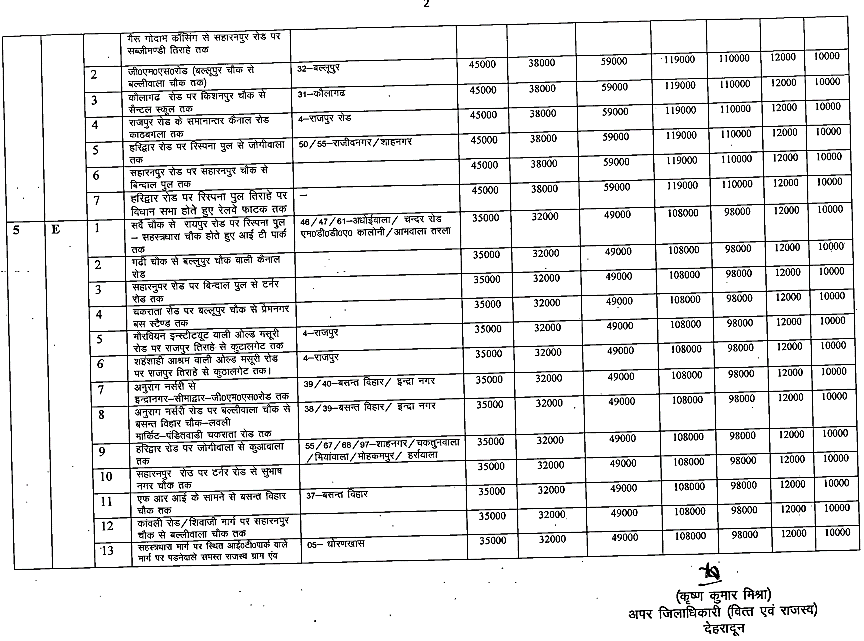 2
गैस गोदाम कॉसिंग से सहारनपुर रोड पर
सब्जीमण्डी तिराहे तक
2 जी0एम0एस0रोड (बल्लूपुर चौक से 32–बल्लूपुर 45000 38000 59000 119000 110000 12000 10000
बल्लीवाला चौक तक)
3 कौलागढ रोड पर किशनपुर चौक से 31–कौलागढ 45000 38000 59000 119000 110000 12000 10000
सैन्टल स्कूल तक
4 राजपुर रोड के समानान्तर कैनाल रोड 4–राजपुर रोड 45000 38000 59000 119000 110000 12000 10000
काठबंगला तक
5 हरिद्वार रोड पर रिस्पना पुल से जोगीवाला 50/55–राजीवनगर/शाहनगर 45000 38000 59000 119000 110000 12000 10000
तक
6 सहारनपुर रोड पर सहारनपुर चौक से 45000 38000 59000 119000 110000 12000 10000
बिन्दाल पुल तक
7 हरिद्वार रोड पर रिस्पना पुल तिराहे पर – 45000 38000 59000 119000 110000 12000 10000
विधान सभा होते हुए रेलवे फाटक तक
5 E 1 सर्वे चौक से रायपुर रोड पर रिस्पना पुल 46/47/61–अधोईवाला/ चन्दर रोड 35000 32000 49000 108000 98000 12000 10000
– सहस्त्रधारा चौक होते हुए आई टी पार्क एम0डी0डी0ए0 कालोनी/आमवाला तरला
तक
2 गढी चौक से बल्लुपुर चौक वाली कैनाल 35000 32000 49000 108000 98000 12000 10000
रोड
3 सहारनुपर रोड पर बिन्दाल पुल से टर्नर 35000 32000 49000 108000 98000 12000 10000
रोड तक
4 चकराता रोड पर बल्लूपुर चौक से प्रेमनगर 35000 32000 49000 108000 98000 12000 10000
बस स्टैण्ड तक
5 मौरवियन इन्स्टीटयूट वाली ओल्ड मसूरी 4–राजपुर 35000 32000 49000 108000 98000 12000 10000
रोड पर राजपुर तिराहे से कुठालगेट तक
6 शहंशाही आश्रम वाली ओल्ड मसूरी रोड 4–राजपुर 35000 32000 49000 108000 98000 12000 10000
पर राजपुर तिराहे से कुठालगेट तक।
7 अनुराग नर्सरी से 39/40–बसन्त विहार/ इन्द्रा नगर 35000 32000 49000 108000 98000 12000 10000
इन्द्रानगर–सीमाद्वार–जी0एम0एस0रोड तक
8 अनुराग नर्सरी रोड पर बल्लीवाला चौक से 38/39–बसन्त विहार/ इन्द्रा नगर 35000 32000 49000 108000 98000 12000 10000
बसन्त विहार चौक–लवली
मार्किट–पंडितवाडी चकराता रोड तक
9 हरिद्वार रोड पर जोगीवाला से कुआंवाला 55/67/68/97–शाहनगर/चकतुनवाला 35000 32000 49000 108000 98000 12000 10000
तक /मियांवाला/मोहकमपुर/ हर्रावाला
10 सहारनपुर रोड पर टर्नर रोड से सुभाष 35000 32000 49000 108000 98000 12000 10000
नगर चौक तक
11 एफ आर आई के सामने से बसन्त विहार 37–बसन्त विहार 35000 32000 49000 108000 98000 12000 10000
चौक तक
12 कांवली रोड/शिवाजी मार्ग पर सहारनपुर 35000 32000 49000 108000 98000 12000 10000
चौक से बल्लीवाला चौक तक
13 सहस्त्रधारा मार्ग पर स्थित आई0टी0पार्क वाले 05– धोरणखास 35000 32000 49000 108000 98000 12000 10000
मार्ग पर पडनेवाले समस्त राजस्व ग्राम एंव
(कृष्ण कुमार मिश्रा)
अपर जिलाधिकारी (वित्त एवं राजस्व)
देहरादून